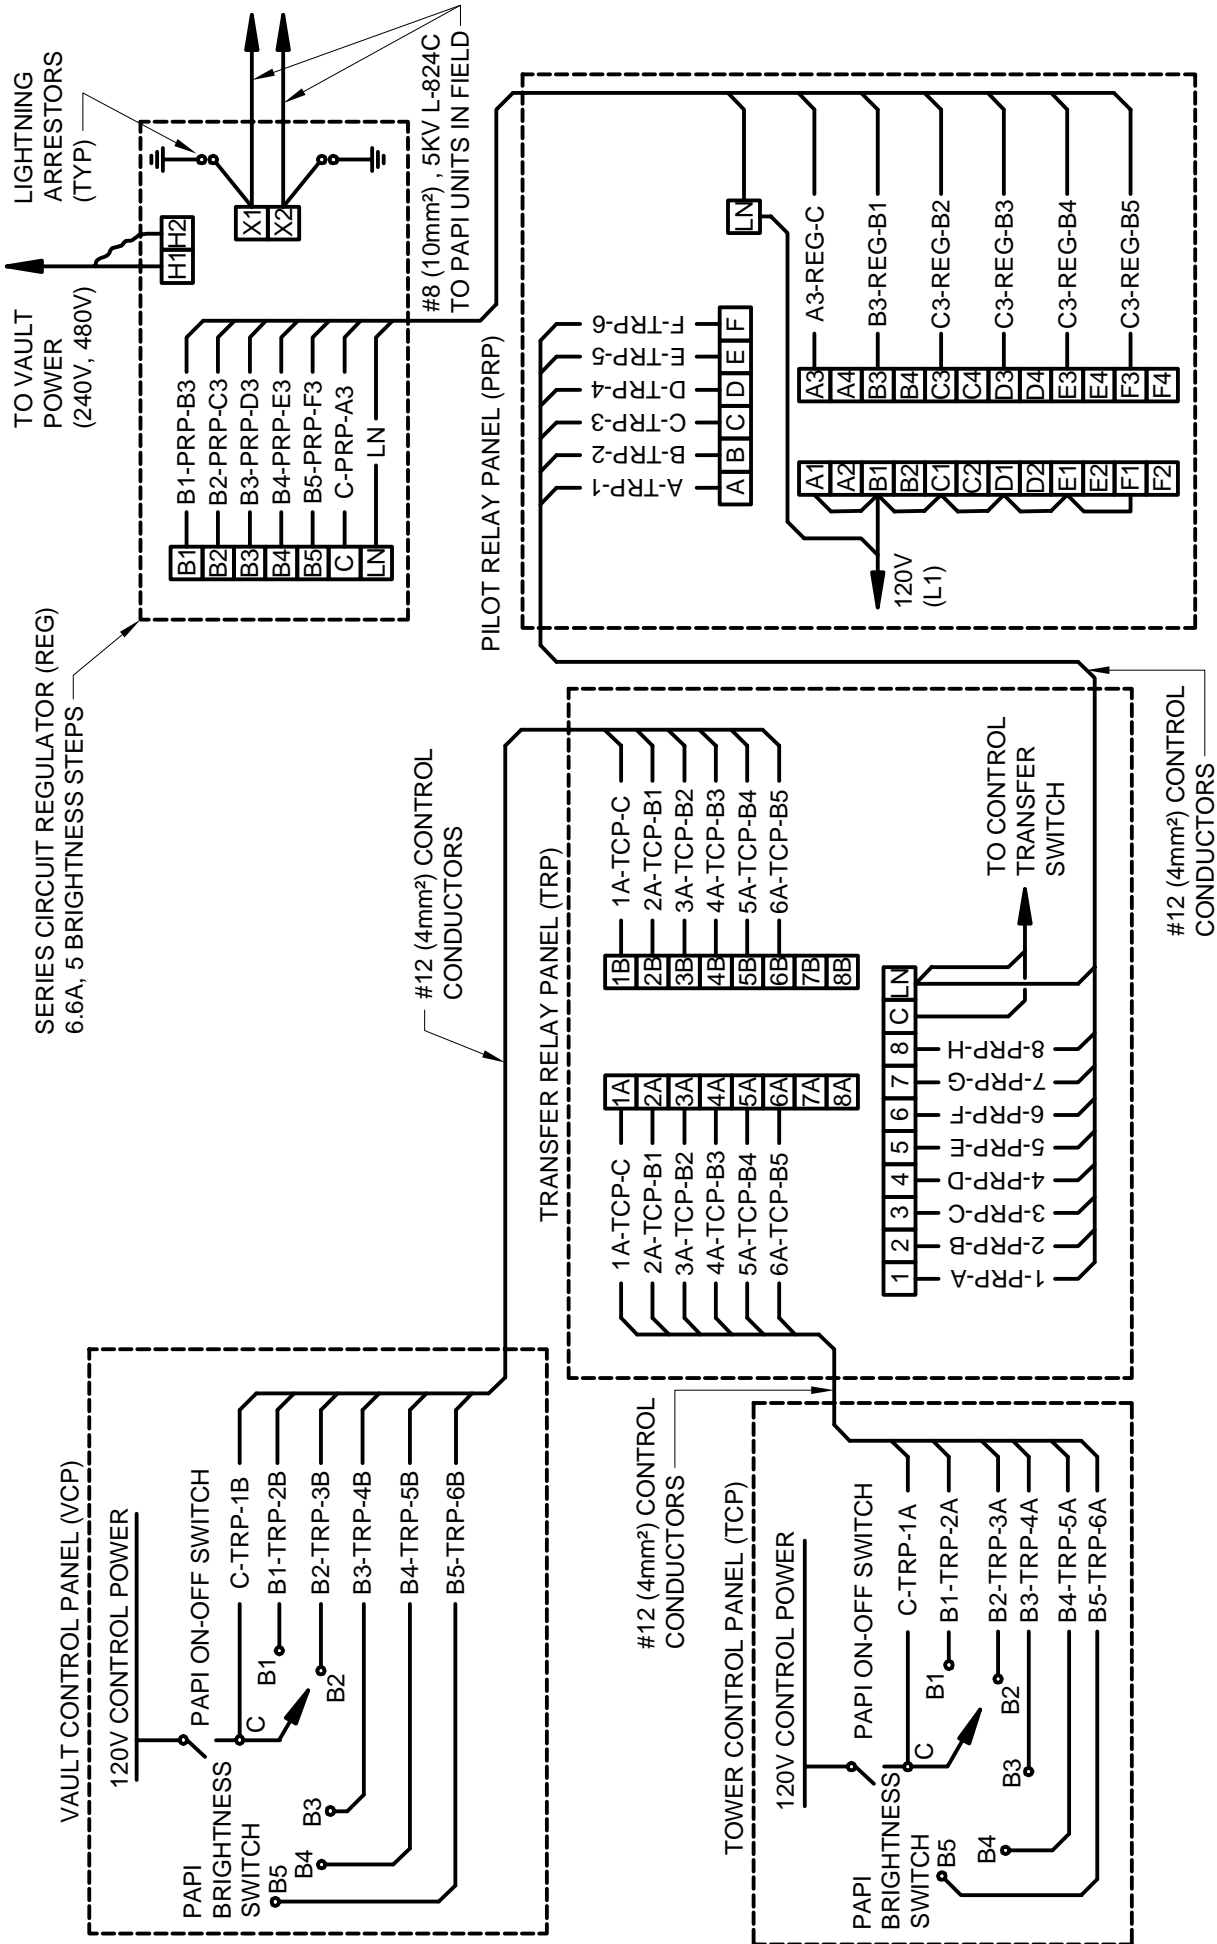 VAULT CONTROL PANEL (VCP)
120V CONTROL POWER
PAPI ON-OFF SWITCH
PAPI
BRIGHTNESS
SWITCH
C
B1
B2
B3
B4
B5
C-TRP-1B
B1-TRP-2B
B2-TRP-3B
B3-TRP-4B
B4-TRP-5B
B5-TRP-6B
TOWER CONTROL PANEL (TCP)
120V CONTROL POWER
PAPI ON-OFF SWITCH
PAPI
BRIGHTNESS
SWITCH
C
B1
B2
B3
B4
B5
C-TRP-1A
B1-TRP-2A
B2-TRP-3A
B3-TRP-4A
B4-TRP-5A
B5-TRP-6A
#12 (4mm²) CONTROL
CONDUCTORS
#12 (4mm²) CONTROL
CONDUCTORS
TRANSFER RELAY PANEL (TRP)
1A-TCP-C
2A-TCP-B1
3A-TCP-B2
4A-TCP-B3
5A-TCP-B4
6A-TCP-B5
1A
2A
3A
4A
5A
6A
7A
8A
1B
2B
3B
4B
5B
6B
7B
8B
1A-TCP-C
2A-TCP-B1
3A-TCP-B2
4A-TCP-B3
5A-TCP-B4
6A-TCP-B5
1 2 3 4 5 6 7 8 C LN
1-PRP-A
2-PRP-B
3-PRP-C
4-PRP-D
5-PRP-E
6-PRP-F
7-PRP-G
8-PRP-H
TO CONTROL
TRANSFER
SWITCH
#12 (4mm²) CONTROL
CONDUCTORS
SERIES CIRCUIT REGULATOR (REG)
6.6A, 5 BRIGHTNESS STEPS
B1
B2
B3
B4
B5
C
LN
B1-PRP-B3
B2-PRP-C3
B3-PRP-D3
B4-PRP-E3
B5-PRP-F3
C-PRP-A3
LN
TO VAULT
POWER
(240V, 480V)
H1 H2
X1
X2
LIGHTNING
ARRESTORS
(TYP)
#8 (10mm²) , 5KV L-824C
TO PAPI UNITS IN FIELD
PILOT RELAY PANEL (PRP)
A-TRP-1
B-TRP-2
C-TRP-3
D-TRP-4
E-TRP-5
F-TRP-6
A B C D E F
LN
120V
(L1)
A1
A2
B1
B2
C1
C2
D1
D2
E1
E2
F1
F2
A3
A4
B3
B4
C3
C4
D3
D4
E3
E4
F3
F4
A3-REG-C
B3-REG-B1
C3-REG-B2
C3-REG-B3
C3-REG-B4
C3-REG-B5